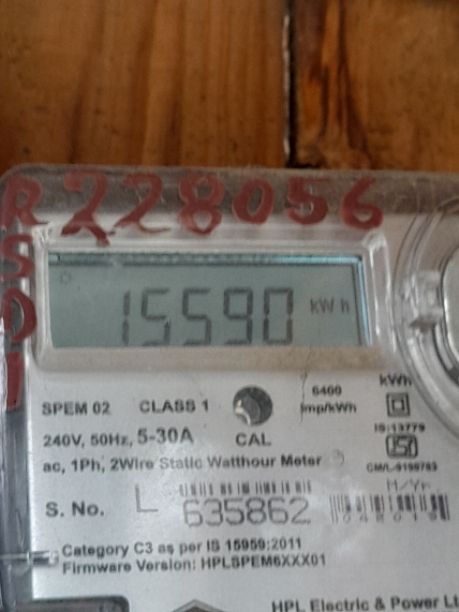 R228056
S
D
I
15590 kWh
SPEM 02 CLASS 1 6400 imp/kWh kWh
240V, 50Hz, 5-30A CAL IS:13779
ac, 1Ph, 2Wire Static Watthour Meter
M/Yr
S. No. L 635862
Category C3 as per IS 15959:2011
Firmware Version: HPLSPEM6XXX01
HPL Electric & Power